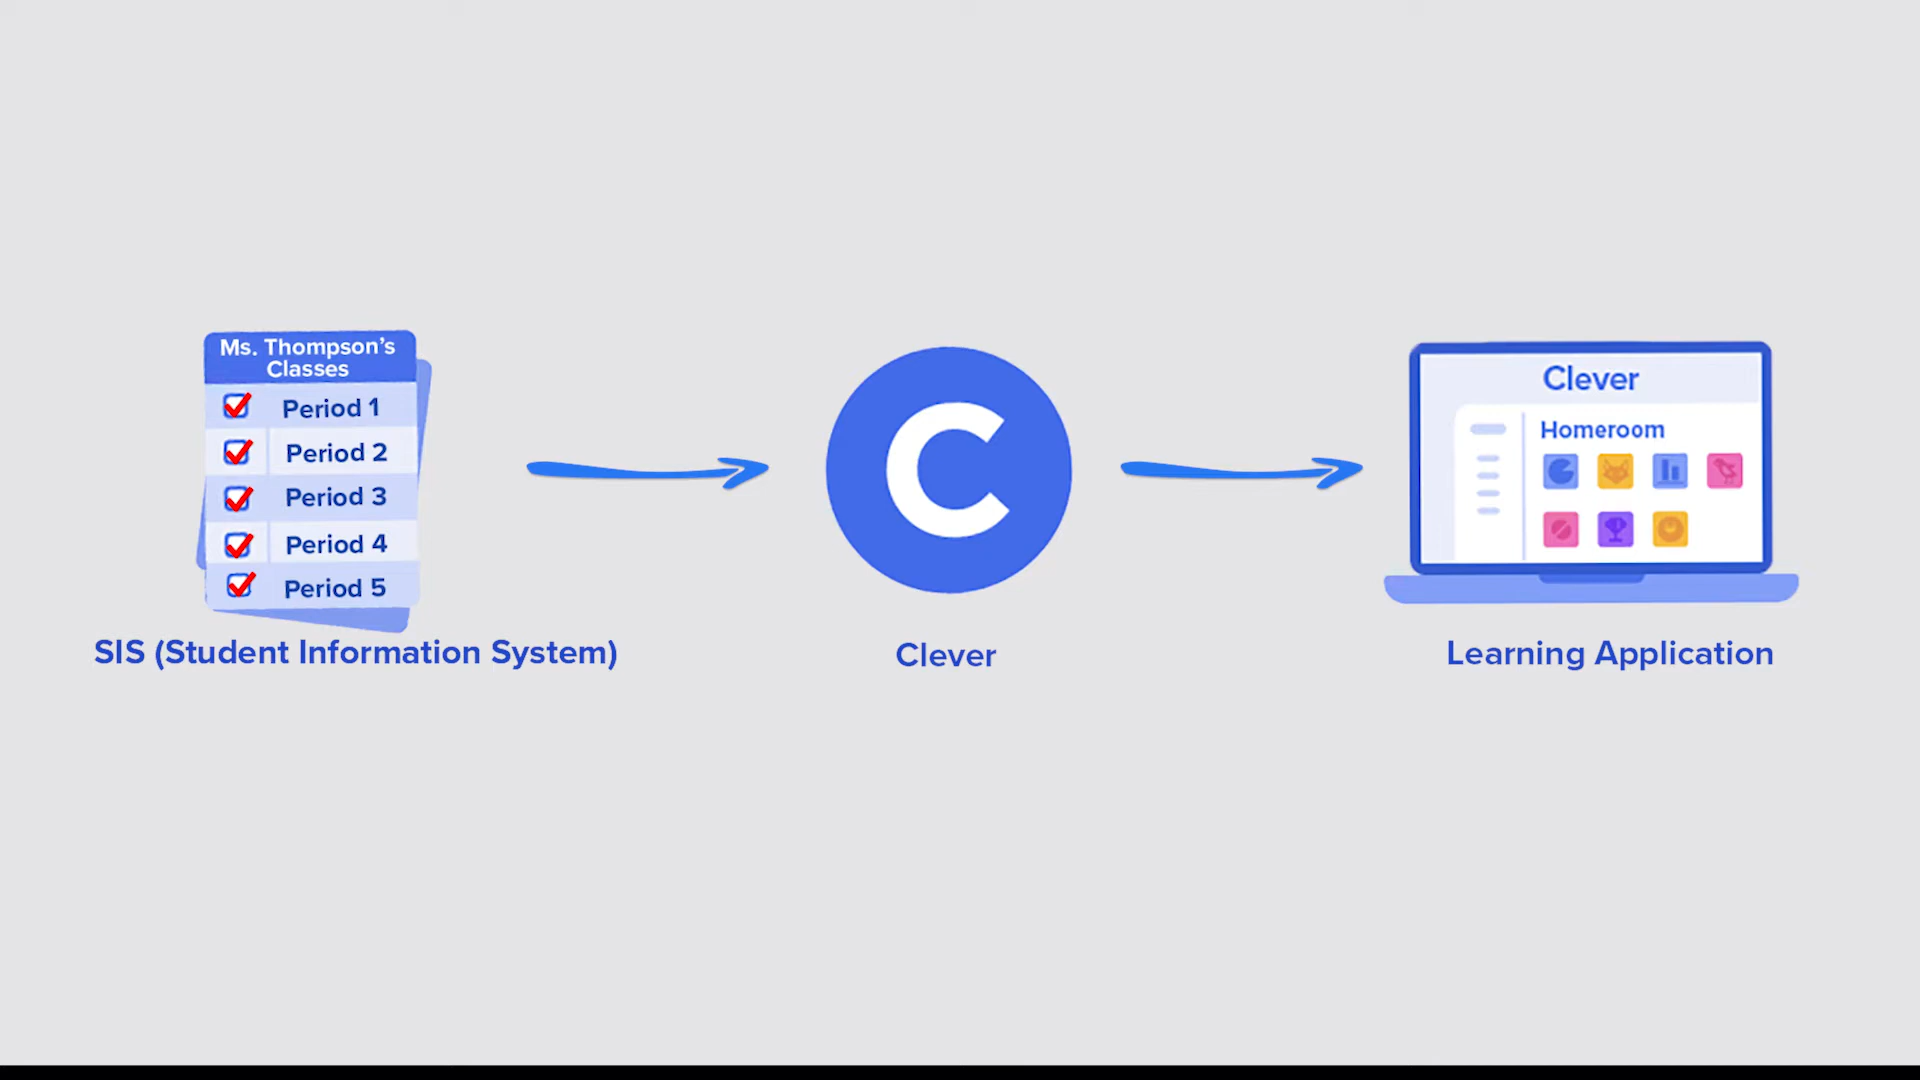 Ms. Thompson's
Classes
Period 1
Period 2
Period 3
Period 4
Period 5
SIS (Student Information System)
C
Clever
Clever
Homeroom
Learning Application